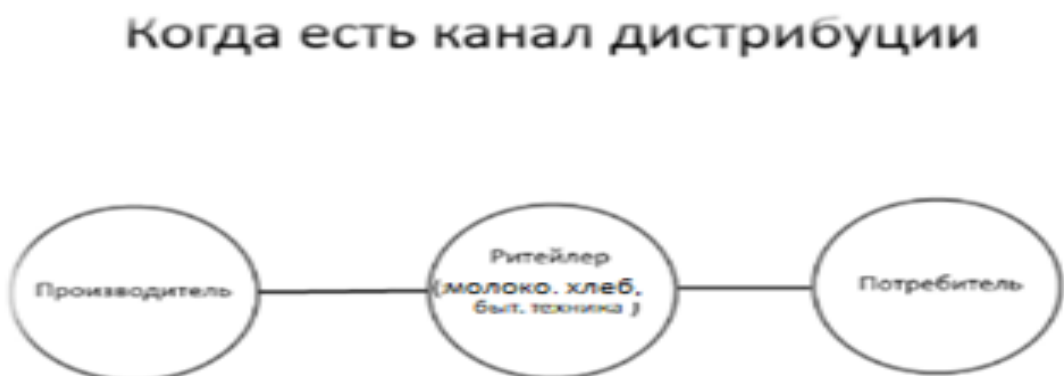 Когда есть канал дистрибуции
Производитель
Ритейлер
(молоко. хлеб,
быт. техника )
Потребитель